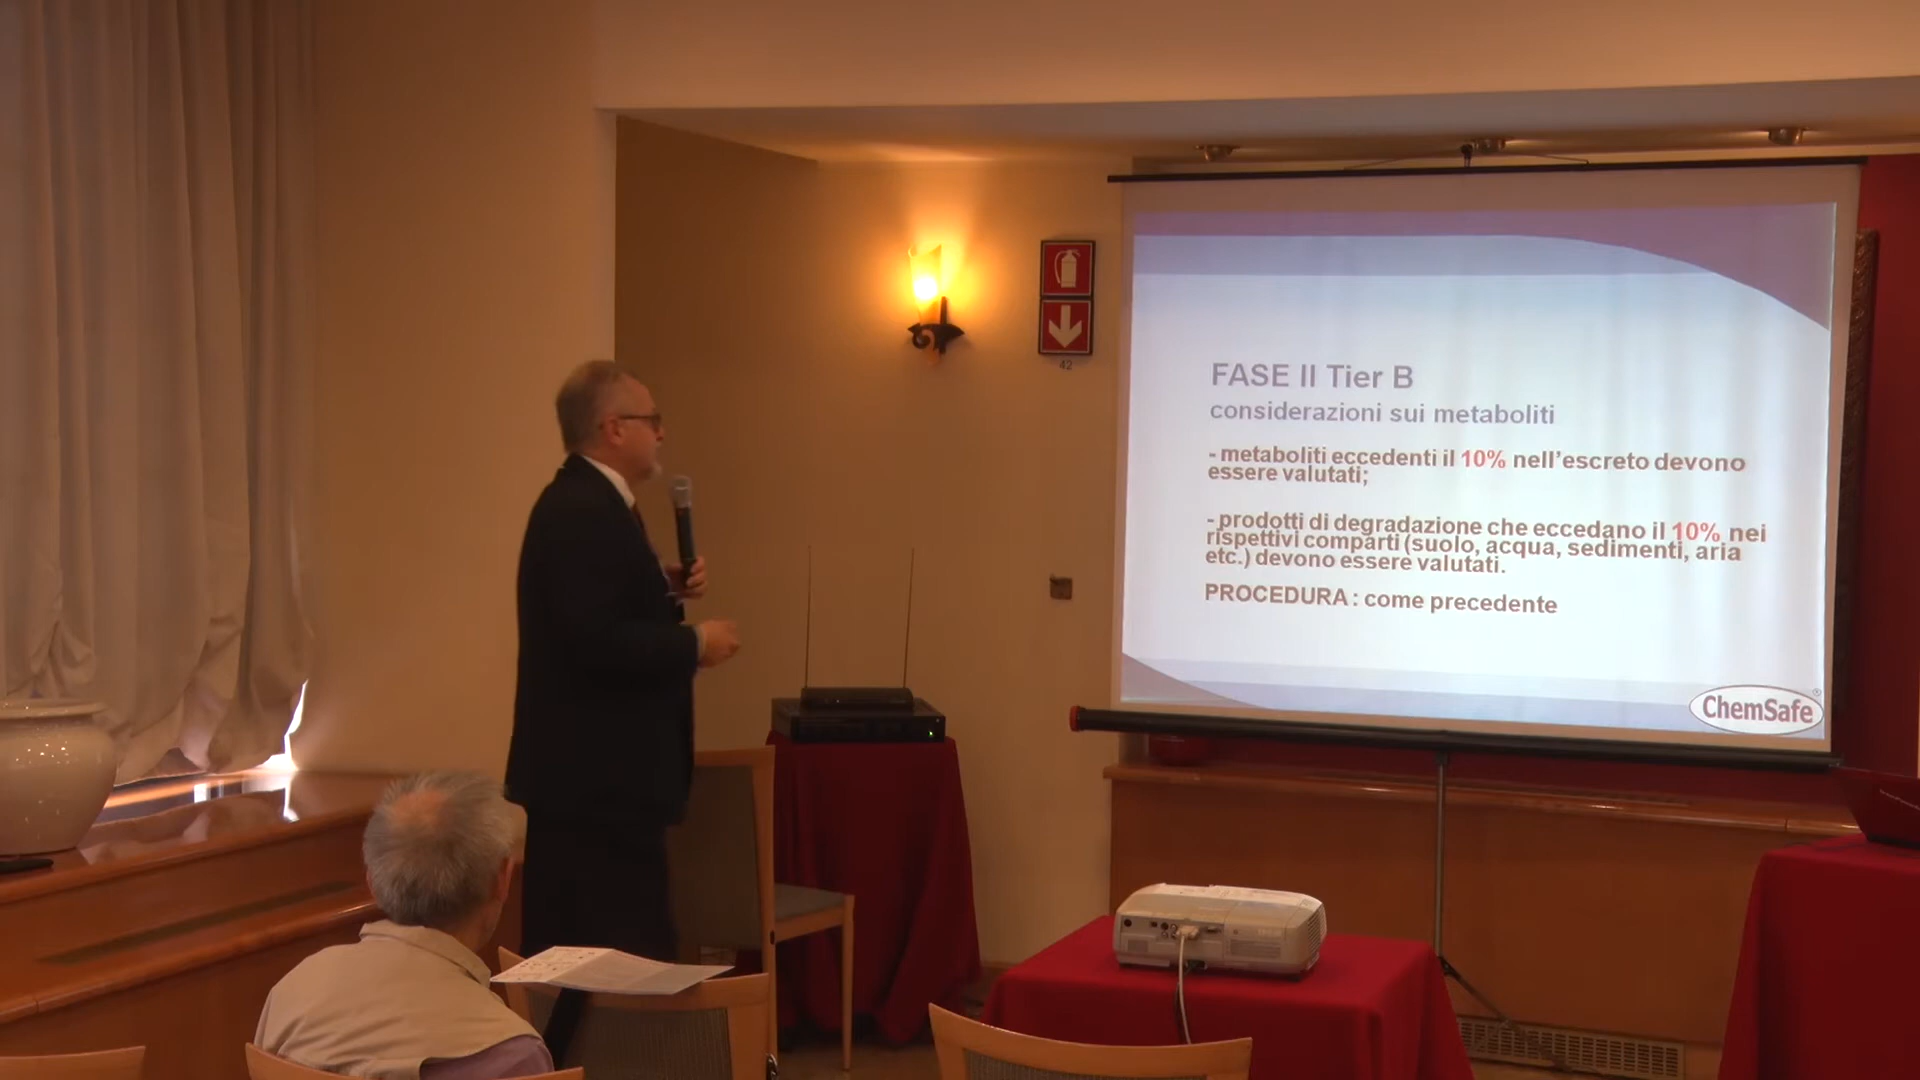 42
FASE II Tier B
considerazioni sui metaboliti
- metaboliti eccedenti il 10% nell'escreto devono
essere valutati;
- prodotti di degradazione che eccedano il 10% nei
rispettivi comparti (suolo, acqua, sedimenti, aria
etc.) devono essere valutati.
PROCEDURA : come precedente
ChemSafe®